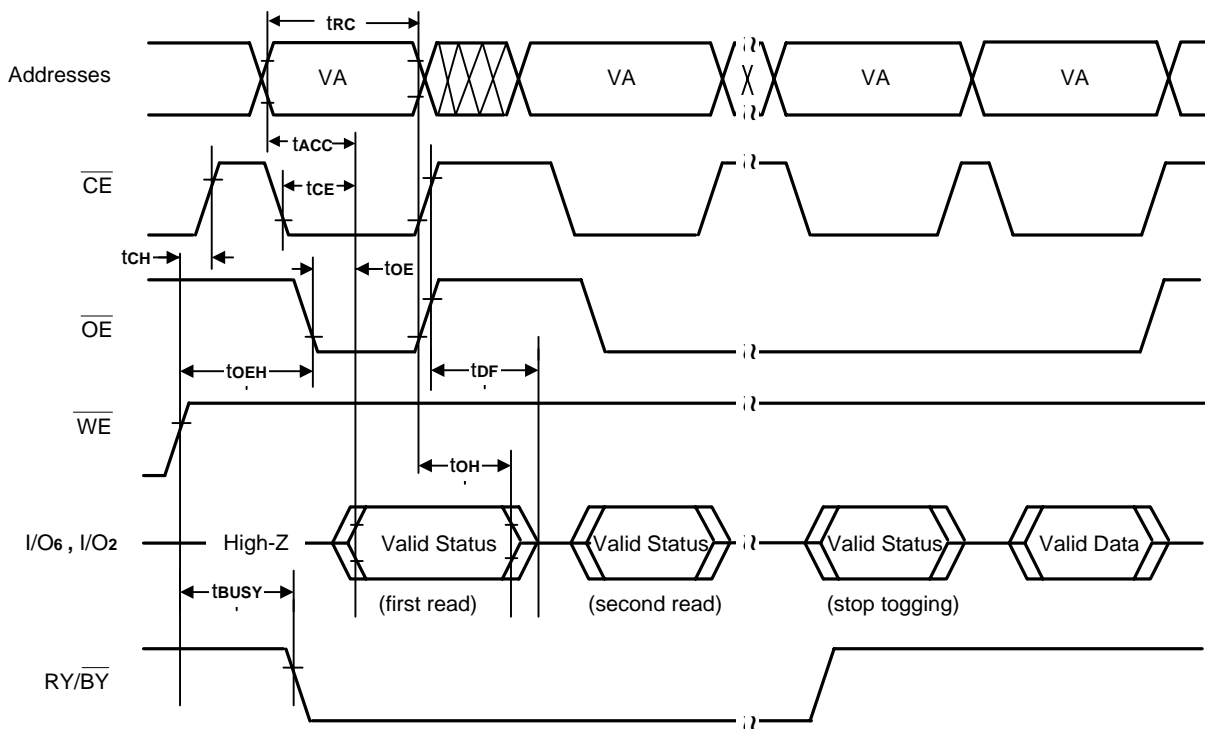 tRC
Addresses VA VA VA VA
tACC
CE tCE
tCH tOE
OE
tOEH tDF
WE
tOH
I/O6 , I/O2 High-Z Valid Status Valid Status Valid Status Valid Data
tBUSY (first read) (second read) (stop togging)
RY/BY